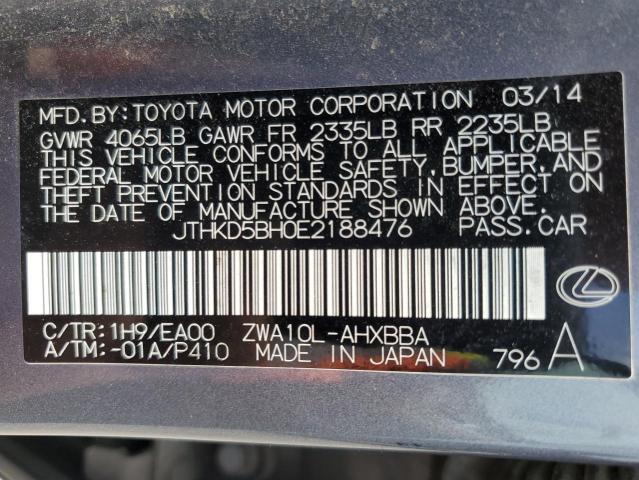 MFD.BY:TOYOTA MOTOR CORPORATION 03/14
GVWR 4065LB GAWR FR 2335LB RR 2235LB
THIS VEHICLE CONFORMS TO ALL APPLICABLE
FEDERAL MOTOR VEHICLE SAFETY,BUMPER,AND
THEFT PREVENTION STANDARDS IN EFFECT ON
THE DATE OF MANUFACTURE SHOWN ABOVE.
JTHKD5BH0E2188476 PASS.CAR
C/TR:1H9/EA00 ZWA10L-AHXBBA
A/TM:-01A/P410 MADE IN JAPAN 796 A